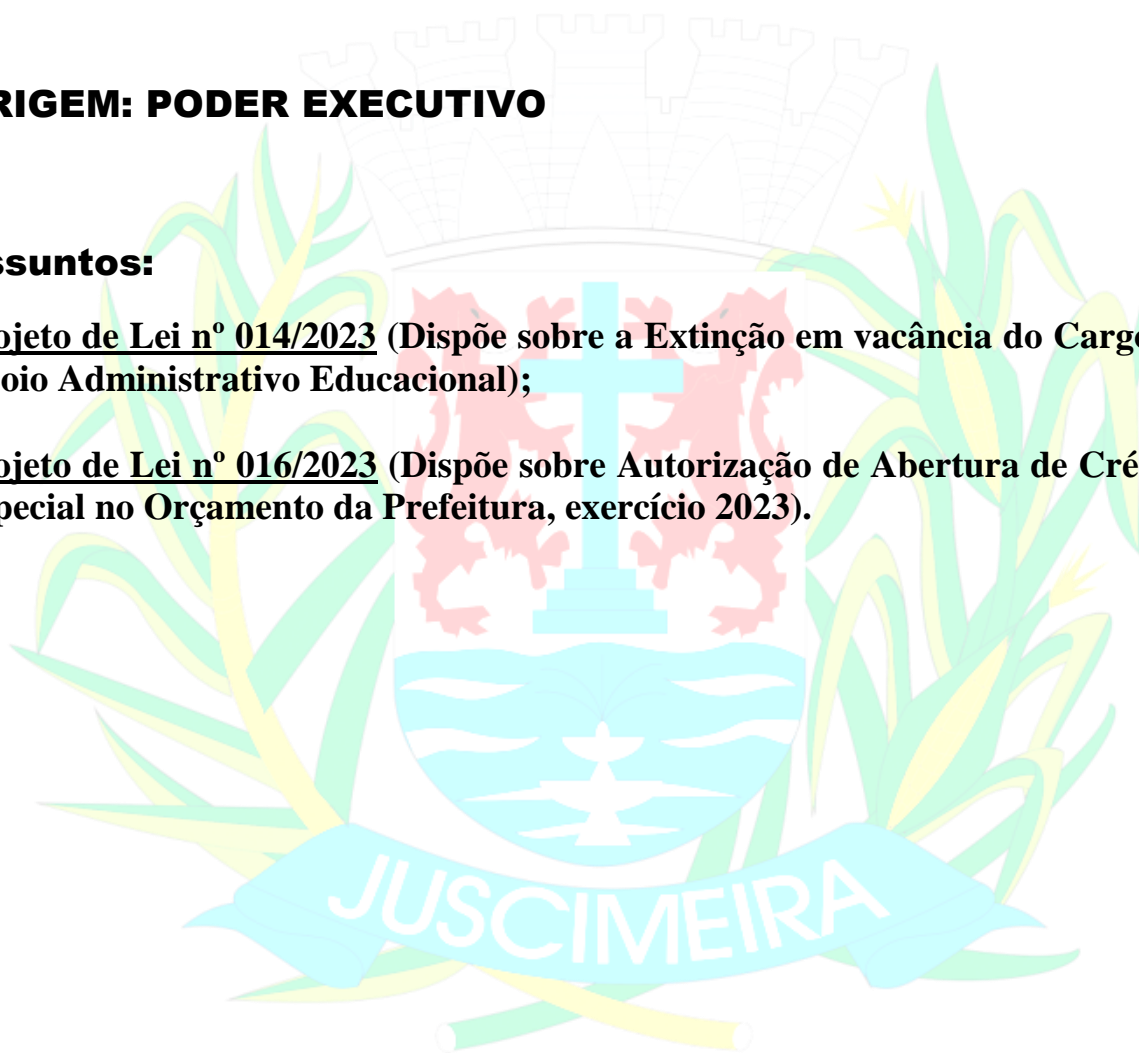 RIGEM: PODER EXECUTIVO
ssuntos:
ojeto de Lei nº 014/2023 (Dispõe sobre a Extinção em vacância do Carg
oio Administrativo Educacional);
ojeto de Lei nº 016/2023 (Dispõe sobre Autorização de Abertura de Cré
pecial no Orçamento da Prefeitura, exercício 2023).
JUSCIMEIRA